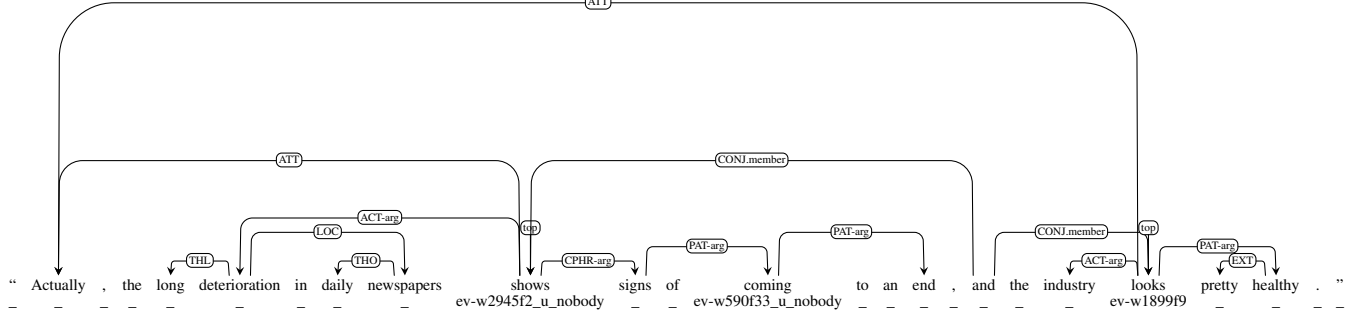 ATT
ATT
CONJ.member
ACT-arg
top
LOC
CONJ.member
top
PAT-arg
PAT-arg
PAT-arg
THL
THO
CPHR-arg
ACT-arg
EXT
“ Actually , the long deterioration in daily newspapers shows signs of coming to an end , and the industry looks pretty healthy . ”
_ _ _ _ _ _ _ _ _ ev-w2945f2_u_nobody _ _ ev-w590f33_u_nobody _ _ _ _ _ _ _ ev-w1899f9 _ _ _ _